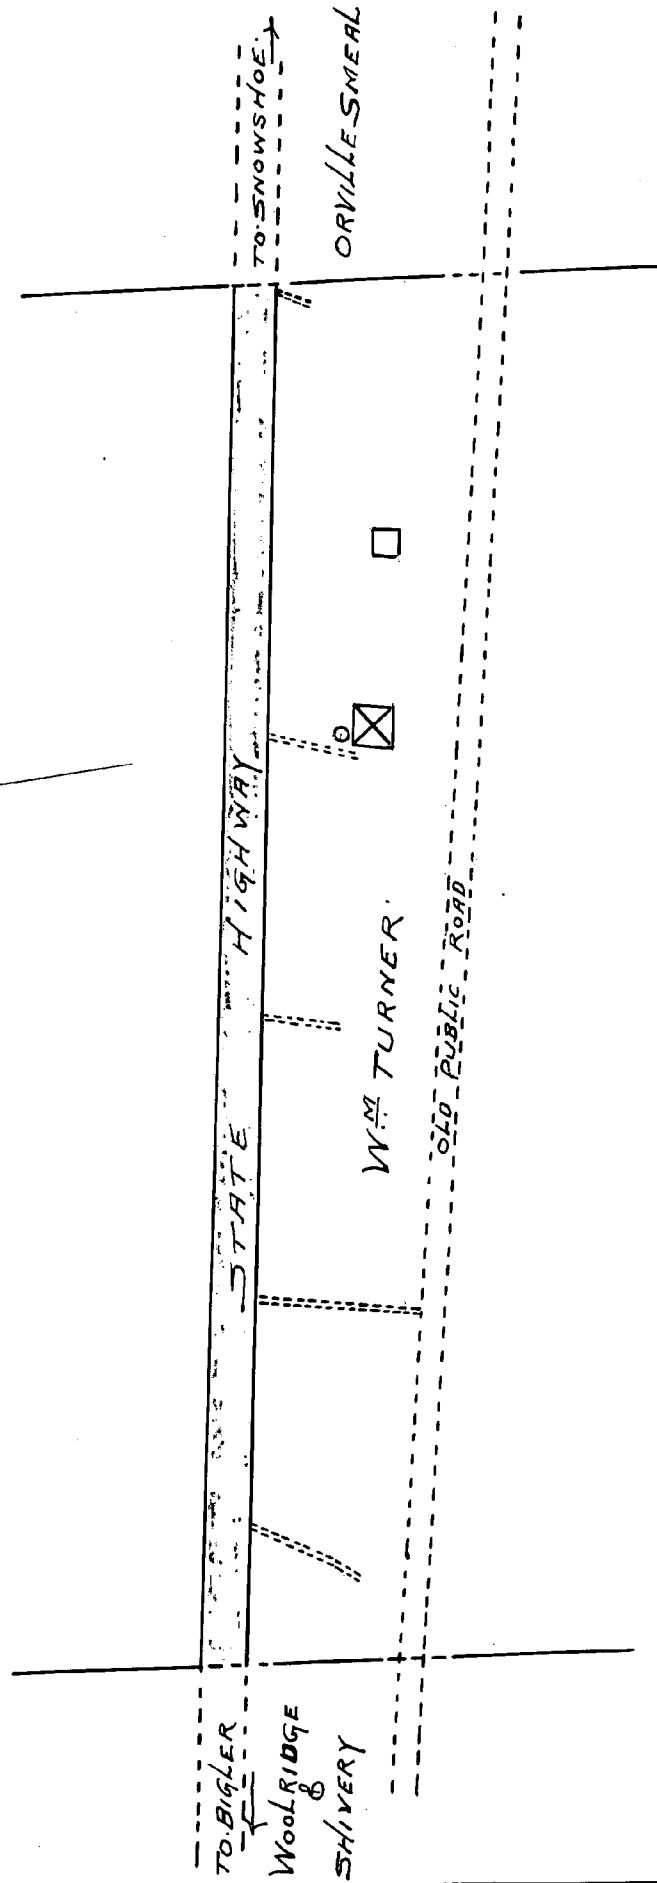 TO. SNOWSHOE.
ORVILLE SMEAL
STATE HIGHWAY
WM TURNER
OLD PUBLIC ROAD
TO. BIGLER
WOOLRIDGE
&
SHIVERY